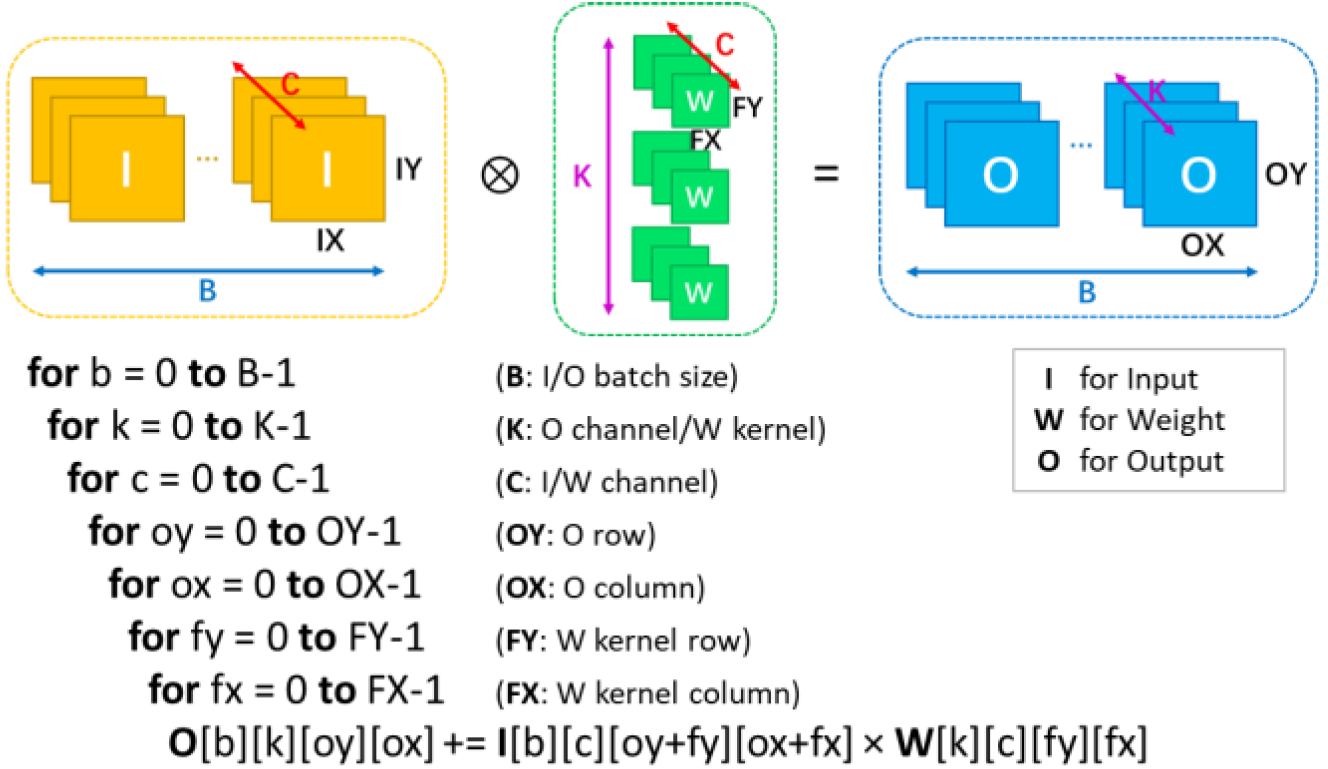 C
I
...
I
IY
IX
B
⊗
K
C
W
FY
FX
W
W
=
K
O
...
O
OY
OX
B
for b = 0 to B-1 (B: I/O batch size)
for k = 0 to K-1 (K: O channel/W kernel)
for c = 0 to C-1 (C: I/W channel)
for oy = 0 to OY-1 (OY: O row)
for ox = 0 to OX-1 (OX: O column)
for fy = 0 to FY-1 (FY: W kernel row)
for fx = 0 to FX-1 (FX: W kernel column)
O[b][k][oy][ox] += I[b][c][oy+fy][ox+fx] × W[k][c][fy][fx]
I for Input
W for Weight
O for Output